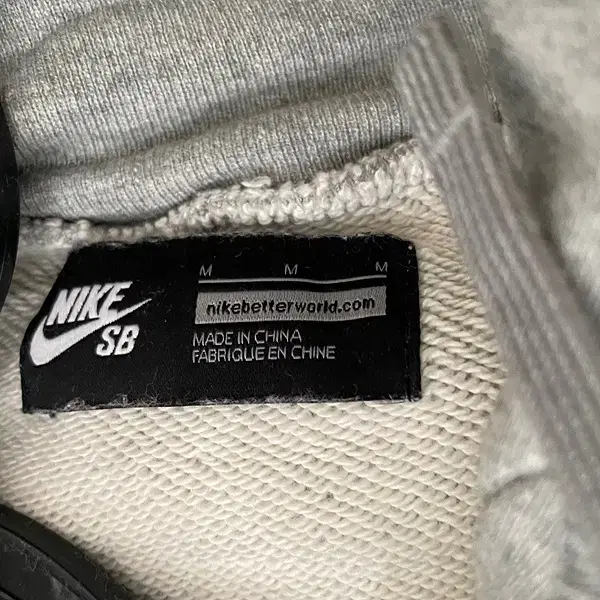 NIKE
SB
M M M
nikebetterworld.com
MADE IN CHINA
FABRIQUE EN CHINE